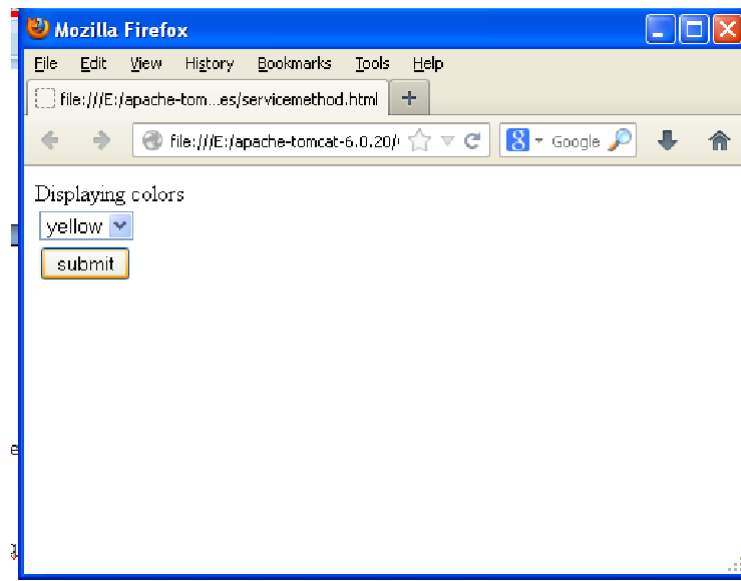 Mozilla Firefox
File Edit View History Bookmarks Tools Help
file:///E:/apache-tom...es/servicemethod.html +
file:///E:/apache-tomcat-6.0.20/ 8 Google
Displaying colors
yellow
submit
e